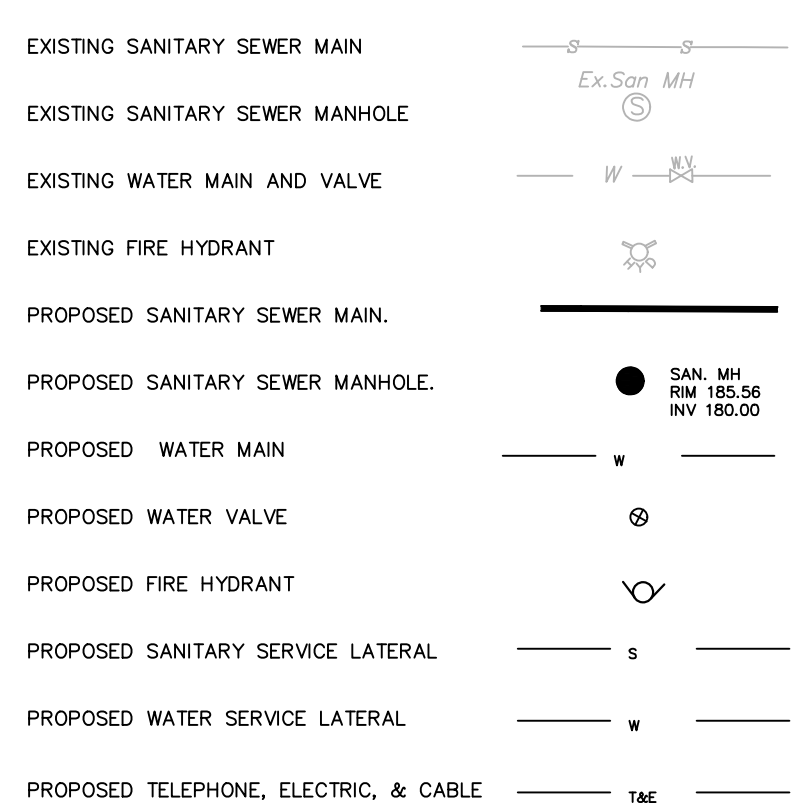 EXISTING SANITARY SEWER MAIN S S
Ex.San MH
EXISTING SANITARY SEWER MANHOLE S
W.V.
EXISTING WATER MAIN AND VALVE W
EXISTING FIRE HYDRANT HYD
PROPOSED SANITARY SEWER MAIN.
PROPOSED SANITARY SEWER MANHOLE.
SAN. MH
RIM 185.56
INV 180.00
PROPOSED WATER MAIN W
PROPOSED WATER VALVE
PROPOSED FIRE HYDRANT
PROPOSED SANITARY SERVICE LATERAL S
PROPOSED WATER SERVICE LATERAL W
PROPOSED TELEPHONE, ELECTRIC, & CABLE T&E